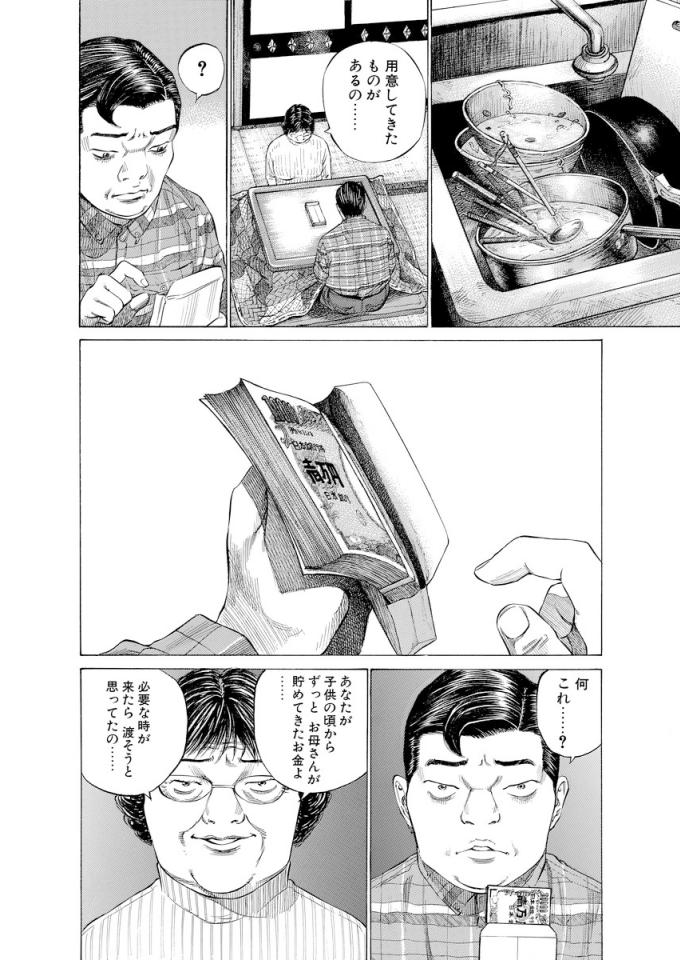 用意してきた
ものが
あるの……
？
何
これ……？
あなたが
子供の頃から
ずっと お母さんが
貯めてきたお金よ
……
必要な時が
来たら 渡そうと
思ってたの……